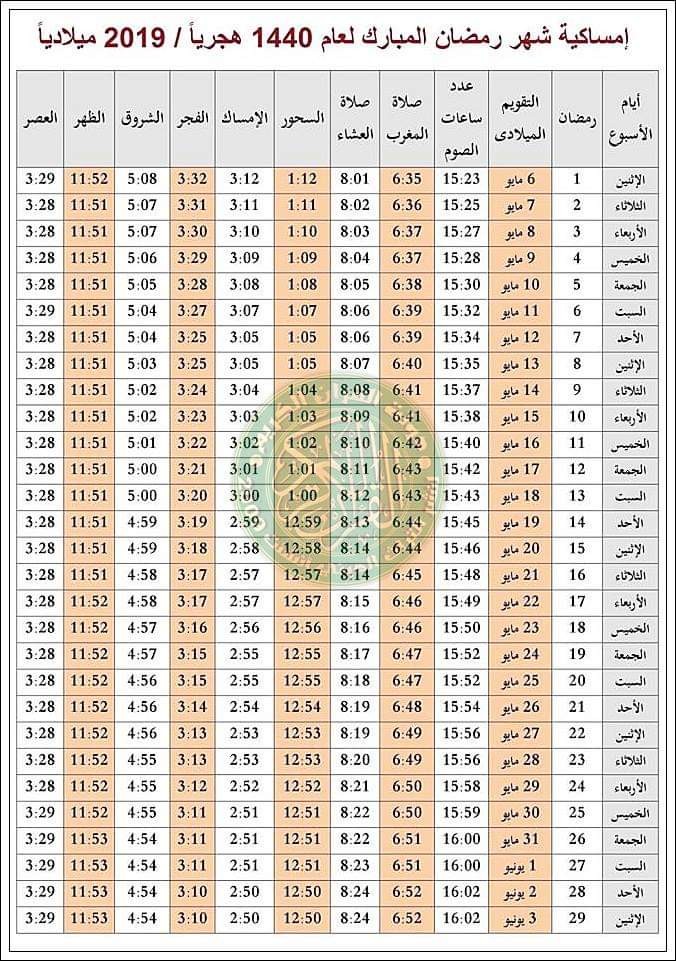 إمساكية شهر رمضان المبارك لعام 1440 هجرياً / 2019 ميلادياً
أيام الأسبوع رمضان التقويم الميلادى عدد ساعات الصوم صلاة المغرب صلاة العشاء السحور الإمساك الفجر الشروق الظهر العصر
الإثنين 1 6 مايو 15:23 6:35 8:01 1:12 3:12 3:32 5:08 11:52 3:29
الثلاثاء 2 7 مايو 15:25 6:36 8:02 1:11 3:11 3:31 5:07 11:51 3:28
الأربعاء 3 8 مايو 15:27 6:37 8:03 1:10 3:10 3:30 5:07 11:51 3:28
الخميس 4 9 مايو 15:28 6:37 8:04 1:09 3:09 3:29 5:06 11:51 3:28
الجمعة 5 10 مايو 15:30 6:38 8:05 1:08 3:08 3:28 5:05 11:51 3:28
السبت 6 11 مايو 15:32 6:39 8:06 1:07 3:07 3:27 5:04 11:51 3:29
الأحد 7 12 مايو 15:34 6:39 8:06 1:05 3:05 3:25 5:04 11:51 3:28
الإثنين 8 13 مايو 15:35 6:40 8:07 1:05 3:05 3:25 5:03 11:51 3:28
الثلاثاء 9 14 مايو 15:37 6:41 8:08 1:04 3:04 3:24 5:02 11:51 3:28
الأربعاء 10 15 مايو 15:38 6:41 8:09 1:03 3:03 3:23 5:02 11:51 3:28
الخميس 11 16 مايو 15:40 6:42 8:10 1:02 3:02 3:22 5:01 11:51 3:28
الجمعة 12 17 مايو 15:42 6:43 8:11 1:01 3:01 3:21 5:00 11:51 3:28
السبت 13 18 مايو 15:43 6:43 8:12 1:00 3:00 3:20 5:00 11:51 3:28
الأحد 14 19 مايو 15:45 6:44 8:13 12:59 2:59 3:19 4:59 11:51 3:28
الإثنين 15 20 مايو 15:46 6:44 8:14 12:58 2:58 3:18 4:59 11:51 3:28
الثلاثاء 16 21 مايو 15:48 6:45 8:14 12:57 2:57 3:17 4:58 11:51 3:28
الأربعاء 17 22 مايو 15:49 6:46 8:15 12:57 2:57 3:17 4:58 11:52 3:28
الخميس 18 23 مايو 15:50 6:46 8:16 12:56 2:56 3:16 4:57 11:52 3:28
الجمعة 19 24 مايو 15:52 6:47 8:17 12:55 2:55 3:15 4:57 11:52 3:28
السبت 20 25 مايو 15:52 6:47 8:18 12:55 2:55 3:15 4:56 11:52 3:28
الأحد 21 26 مايو 15:54 6:48 8:19 12:54 2:54 3:14 4:56 11:52 3:28
الإثنين 22 27 مايو 15:56 6:49 8:19 12:53 2:53 3:13 4:56 11:52 3:28
الثلاثاء 23 28 مايو 15:56 6:49 8:20 12:53 2:53 3:13 4:55 11:52 3:28
الأربعاء 24 29 مايو 15:58 6:50 8:21 12:52 2:52 3:12 4:55 11:52 3:28
الخميس 25 30 مايو 15:59 6:50 8:22 12:51 2:51 3:11 4:55 11:52 3:29
الجمعة 26 31 مايو 16:00 6:51 8:22 12:51 2:51 3:11 4:54 11:53 3:29
السبت 27 1 يونيو 16:00 6:51 8:23 12:51 2:51 3:11 4:54 11:53 3:29
الأحد 28 2 يونيو 16:02 6:52 8:24 12:50 2:50 3:10 4:54 11:53 3:29
الإثنين 29 3 يونيو 16:02 6:52 8:24 12:50 2:50 3:10 4:54 11:53 3:29